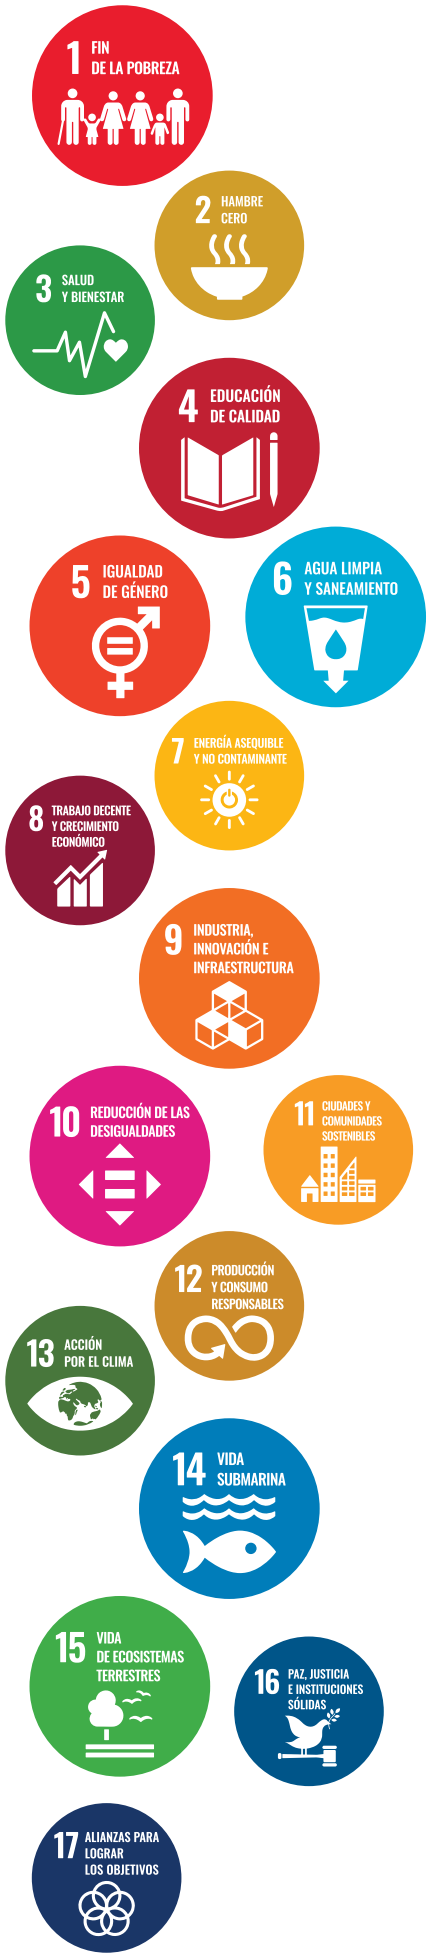 1 FIN
DE LA POBREZA
2 HAMBRE
CERO
3 SALUD
Y BIENESTAR
4 EDUCACIÓN
DE CALIDAD
5 IGUALDAD
DE GÉNERO
6 AGUA LIMPIA
Y SANEAMIENTO
7 ENERGÍA ASEQUIBLE
Y NO CONTAMINANTE
8 TRABAJO DECENTE
Y CRECIMIENTO
ECONÓMICO
9 INDUSTRIA,
INNOVACIÓN E
INFRAESTRUCTURA
10 REDUCCIÓN DE LAS
DESIGUALDADES
11 CIUDADES Y
COMUNIDADES
SOSTENIBLES
12 PRODUCCIÓN
Y CONSUMO
RESPONSABLES
13 ACCIÓN
POR EL CLIMA
14 VIDA
SUBMARINA
15 VIDA
DE ECOSISTEMAS
TERRESTRES
16 PAZ, JUSTICIA
E INSTITUCIONES
SÓLIDAS
17 ALIANZAS PARA
LOGRAR
LOS OBJETIVOS